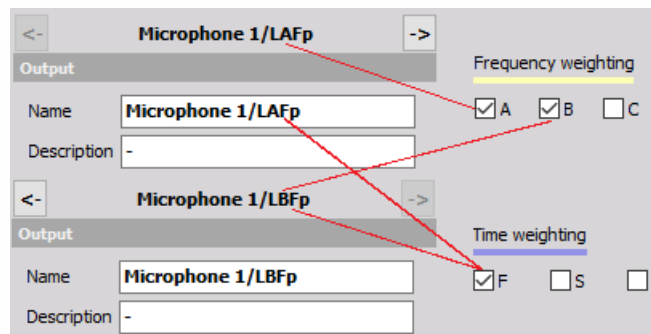 <- Microphone 1/LAFp ->
Output
Name Microphone 1/LAFp
Description -
<- Microphone 1/LBFp ->
Output
Name Microphone 1/LBFp
Description -
Frequency weighting
A B C
Time weighting
F S